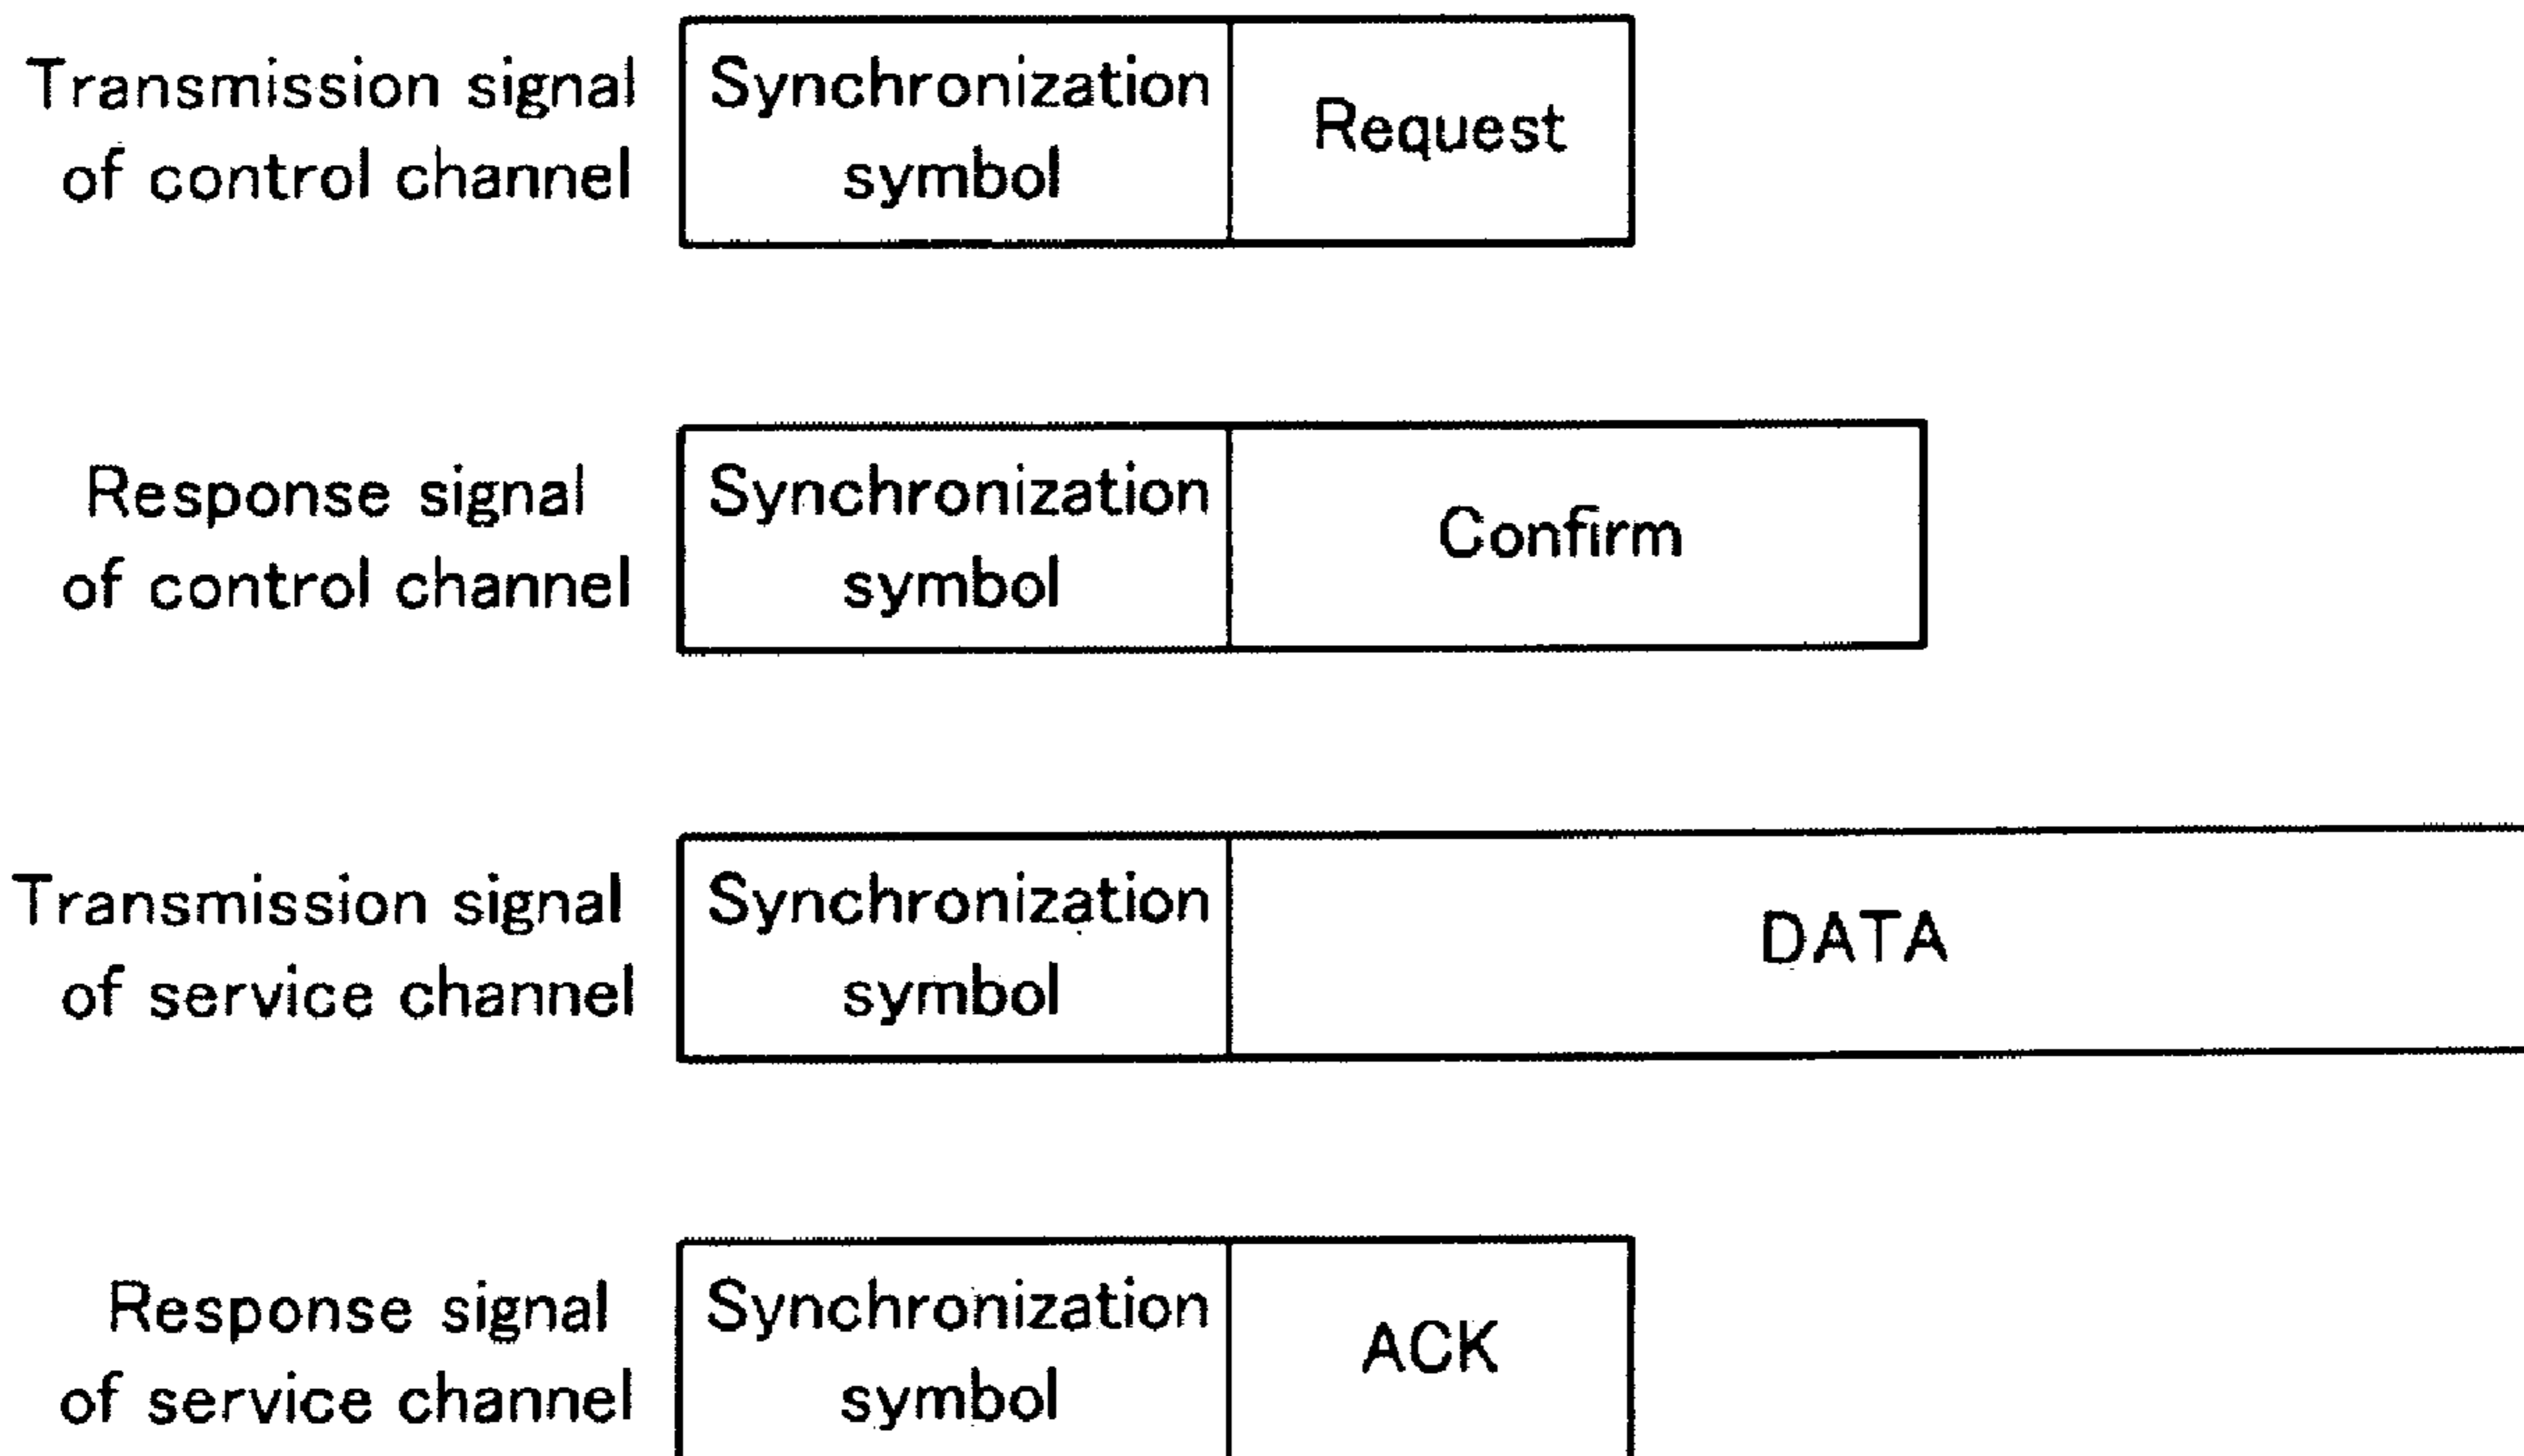 Transmission signal
of control channel
Synchronization
symbol
Request
Response signal
of control channel
Synchronization
symbol
Confirm
Transmission signal
of service channel
Synchronization
symbol
DATA
Response signal
of service channel
Synchronization
symbol
ACK